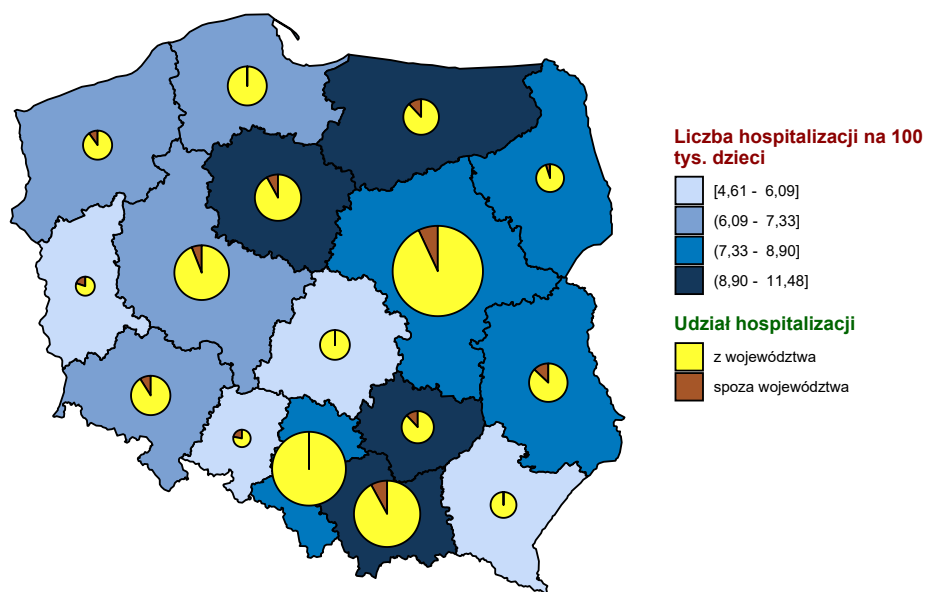 Liczba hospitalizacji na 100
tys. dzieci
[4,61 - 6,09]
(6,09 - 7,33]
(7,33 - 8,90]
(8,90 - 11,48]
Udział hospitalizacji
z województwa
spoza województwa